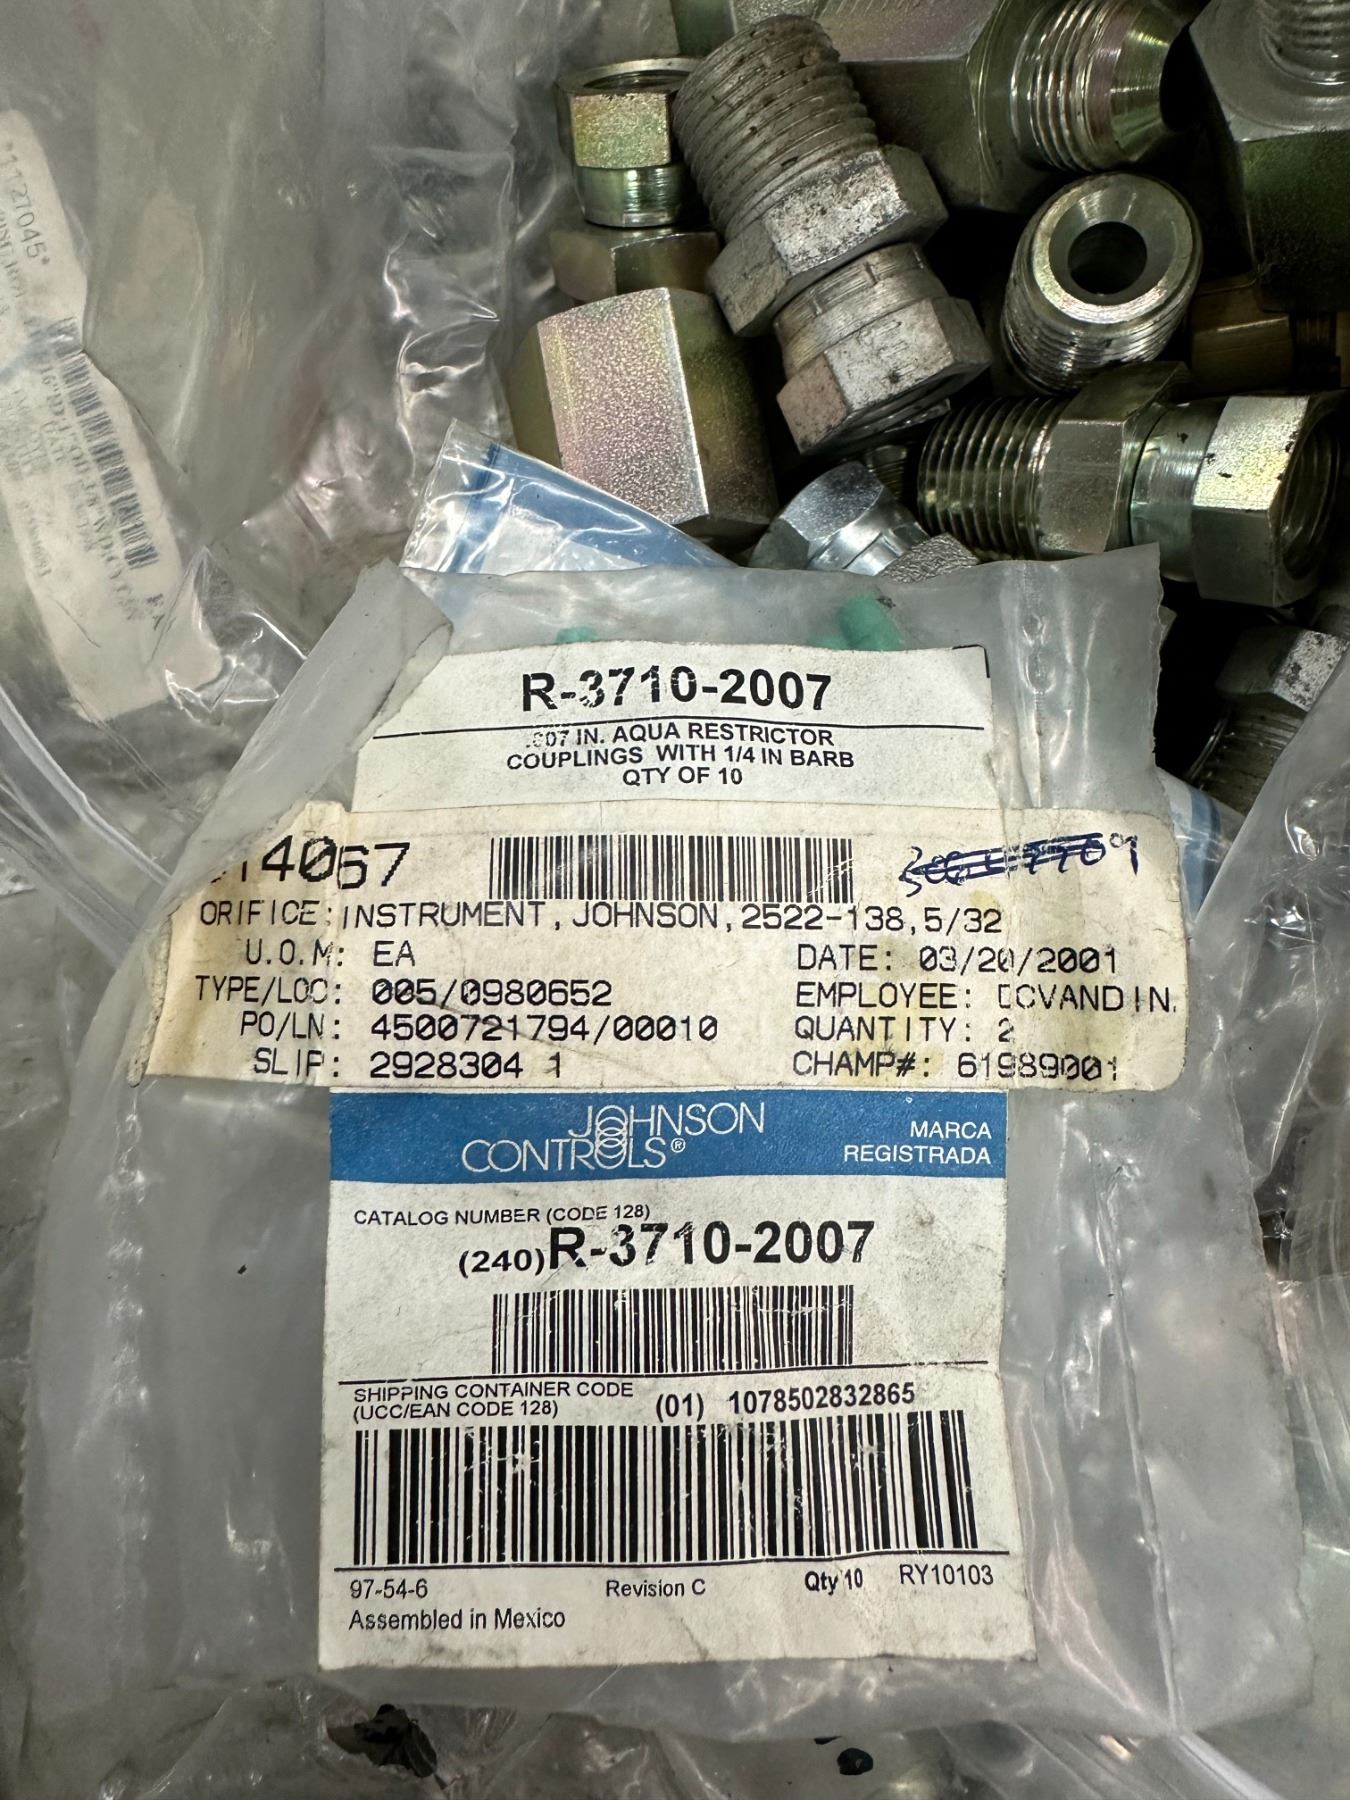 *1127045*
R-3710-2007
.007 IN. AQUA RESTRICTOR
COUPLINGS WITH 1/4 IN BARB
QTY OF 10
14067
ORIFICE:INSTRUMENT,JOHNSON,2522-138,5/32
U.O.M: EA
DATE: 03/20/2001
TYPE/LOC: 005/0980652
EMPLOYEE: DCVANDIN.
PO/LN: 4500721794/00010
QUANTITY: 2
SLIP: 2928304 1
CHAMP#: 61989001
JOHNSON
CONTROLS®
MARCA
REGISTRADA
CATALOG NUMBER (CODE 128)
(240)R-3710-2007
SHIPPING CONTAINER CODE
(UCC/EAN CODE 128)
(01) 1078502832865
97-54-6
Revision C
Qty 10
RY10103
Assembled in Mexico